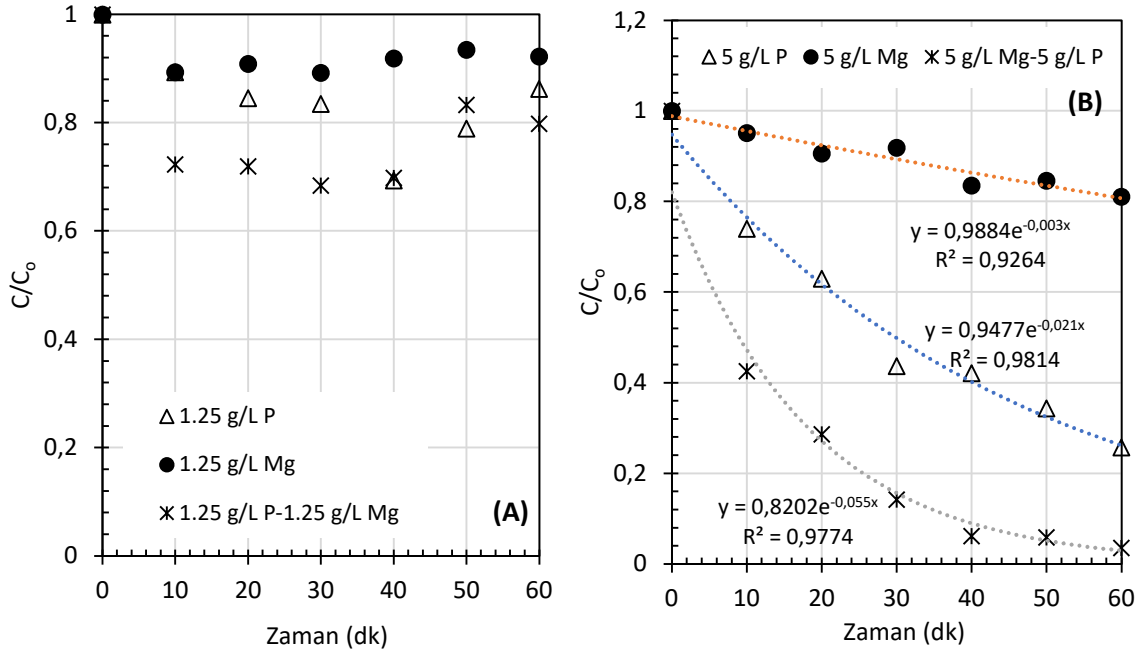 1
0,8
0,6
0,4
0,2
0
C/Co
0 10 20 30 40 50 60
Zaman (dk)
1.25 g/L P
1.25 g/L Mg
1.25 g/L P-1.25 g/L Mg
(A)
1,2
1
0,8
0,6
0,4
0,2
0
C/Co
0 10 20 30 40 50 60
Zaman (dk)
5 g/L P 5 g/L Mg 5 g/L Mg-5 g/L P
(B)
y = 0,9884e^-0,003x
R² = 0,9264
y = 0,9477e^-0,021x
R² = 0,9814
y = 0,8202e^-0,055x
R² = 0,9774